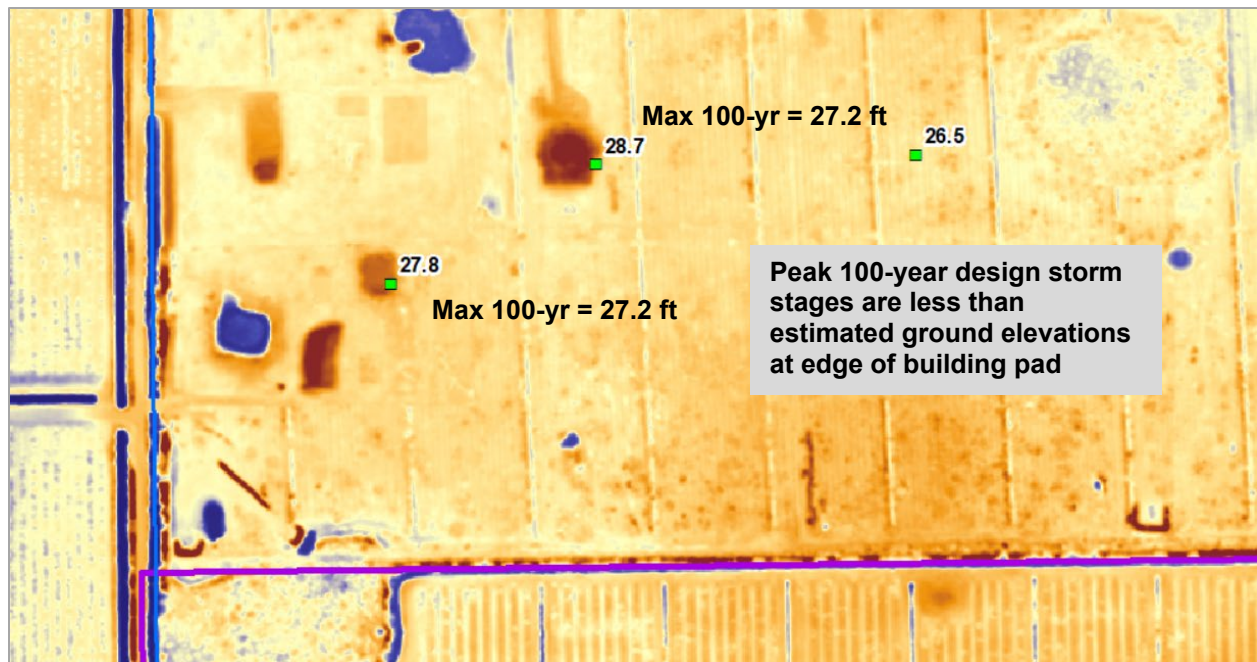 Max 100-yr = 27.2 ft
28.7
26.5
27.8
Max 100-yr = 27.2 ft
Peak 100-year design storm
stages are less than
estimated ground elevations
at edge of building pad